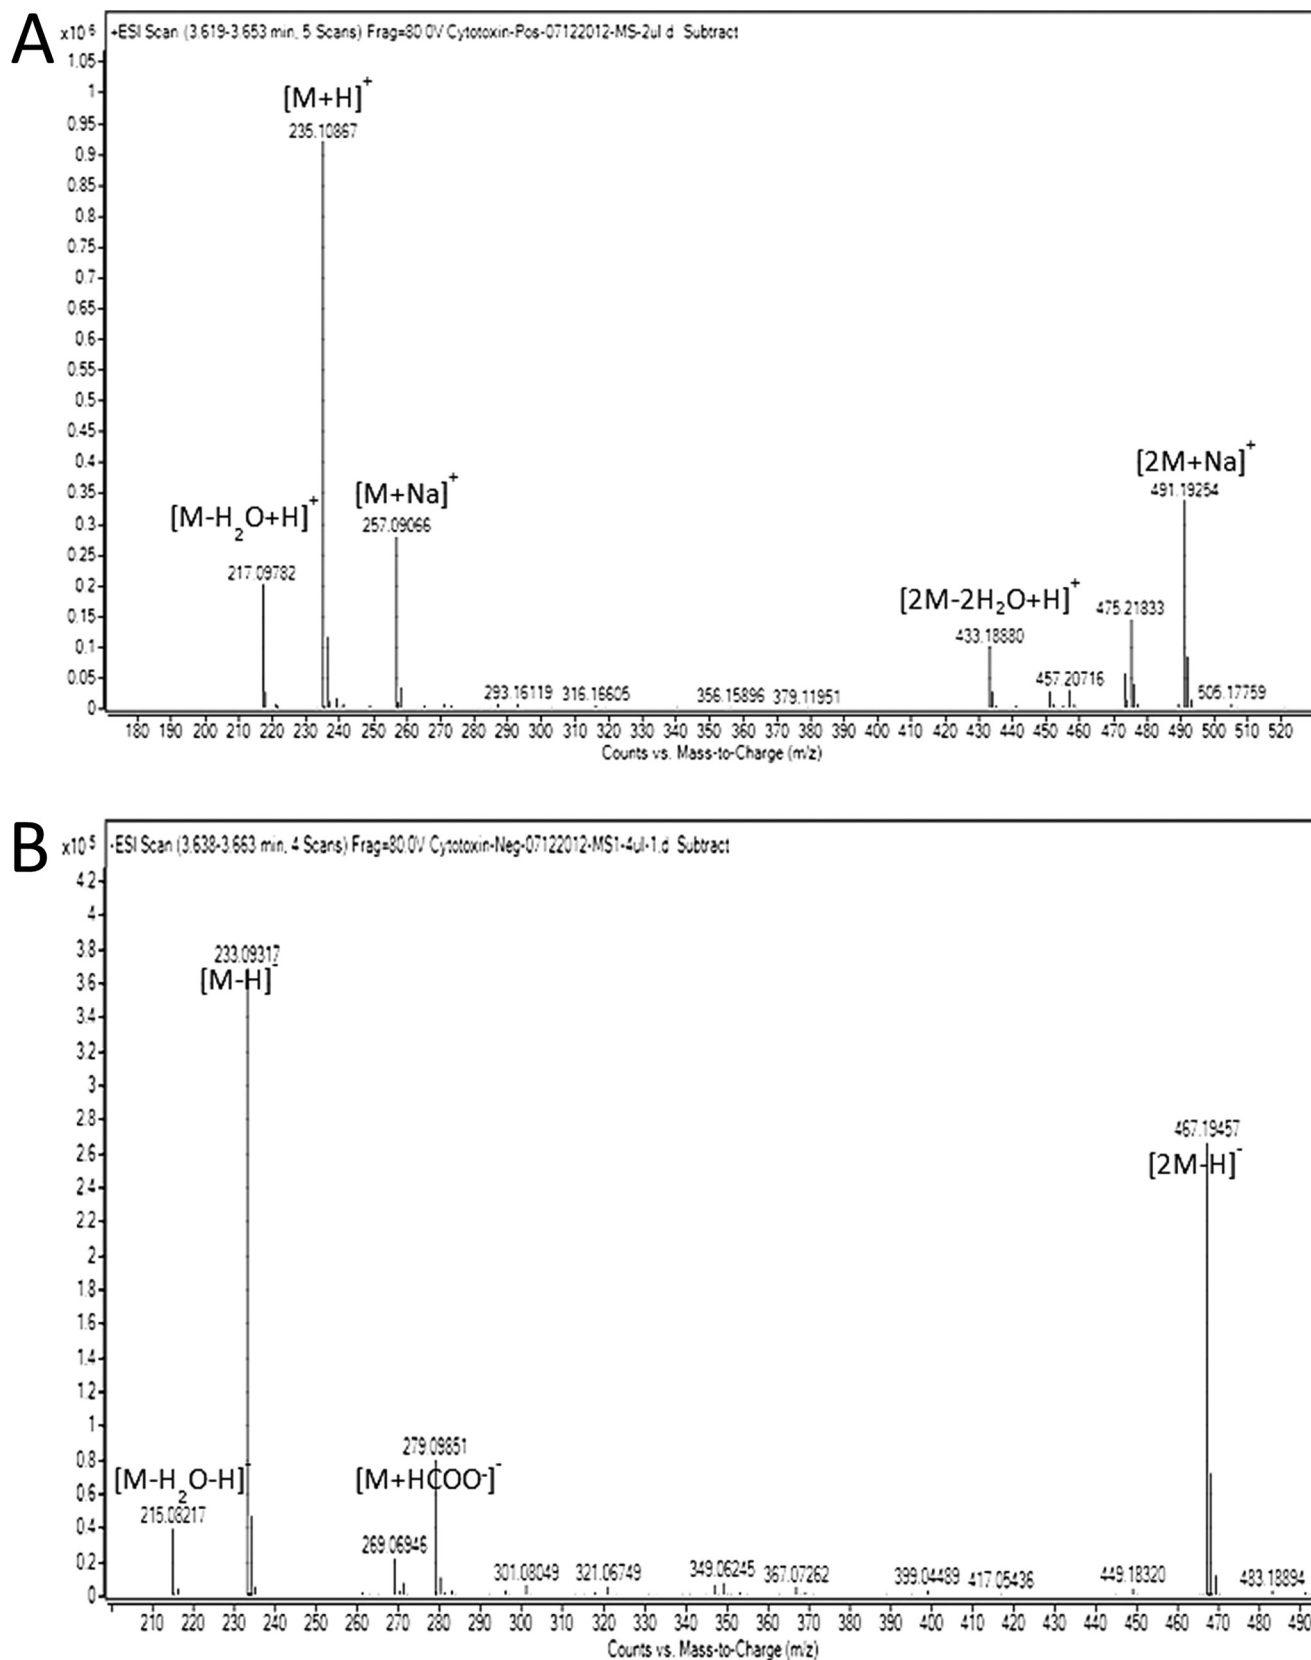 A
x10 6
+ESI Scan (3.619-3.653 min, 5 Scans) Frag=80.0V Cytotoxin-Pos-07122012-MS-2ul.d Subtract
1.05
1
0.95
0.9
0.85
0.8
0.75
0.7
0.65
0.6
0.55
0.5
0.45
0.4
0.35
0.3
0.25
0.2
0.15
0.1
0.05
0
[M+H]+
235.10867
[M-H2O+H]+
217.09782
[M+Na]+
257.09066
293.16119 316.16605 356.15896 379.11951
[2M-2H2O+H]+
433.18880
457.20716
475.21833
[2M+Na]+
491.19254
505.17759
180 190 200 210 220 230 240 250 260 270 280 290 300 310 320 330 340 350 360 370 380 390 400 410 420 430 440 450 460 470 480 490 500 510 520
Counts vs. Mass-to-Charge (m/z)
B
x10 5
-ESI Scan (3.638-3.663 min, 4 Scans) Frag=80.0V Cytotoxin-Neg-07122012-MS1-4ul-1.d Subtract
4.2
4
3.8
3.6
3.4
3.2
3
2.8
2.6
2.4
2.2
2
1.8
1.6
1.4
1.2
1
0.8
0.6
0.4
0.2
0
233.09317
[M-H]-
[M-H2O-H]-
215.08217
279.09851
[M+HCOO-]-
269.06946
301.08049 321.06749 349.06245 367.07262 399.04489 417.05436 449.18320 483.18894
467.19457
[2M-H]-
210 220 230 240 250 260 270 280 290 300 310 320 330 340 350 360 370 380 390 400 410 420 430 440 450 460 470 480 490
Counts vs. Mass-to-Charge (m/z)